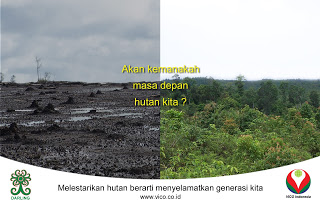 Akan kemanakah
masa depan
hutan kita ?
Melestarikan hutan berarti menyelamatkan generasi kita
www.vico.co.id
DARLING
VICO Indonesia